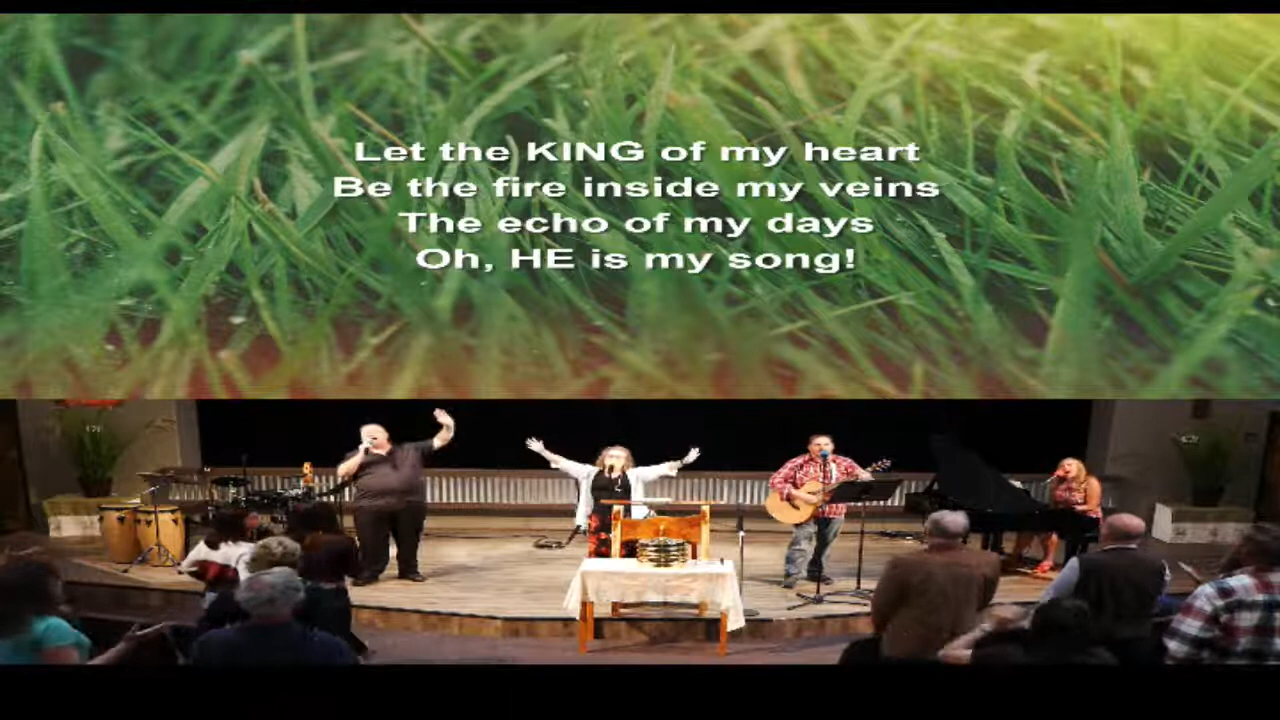 Let the KING of my heart
Be the fire inside my veins
The echo of my days
Oh, HE is my song!